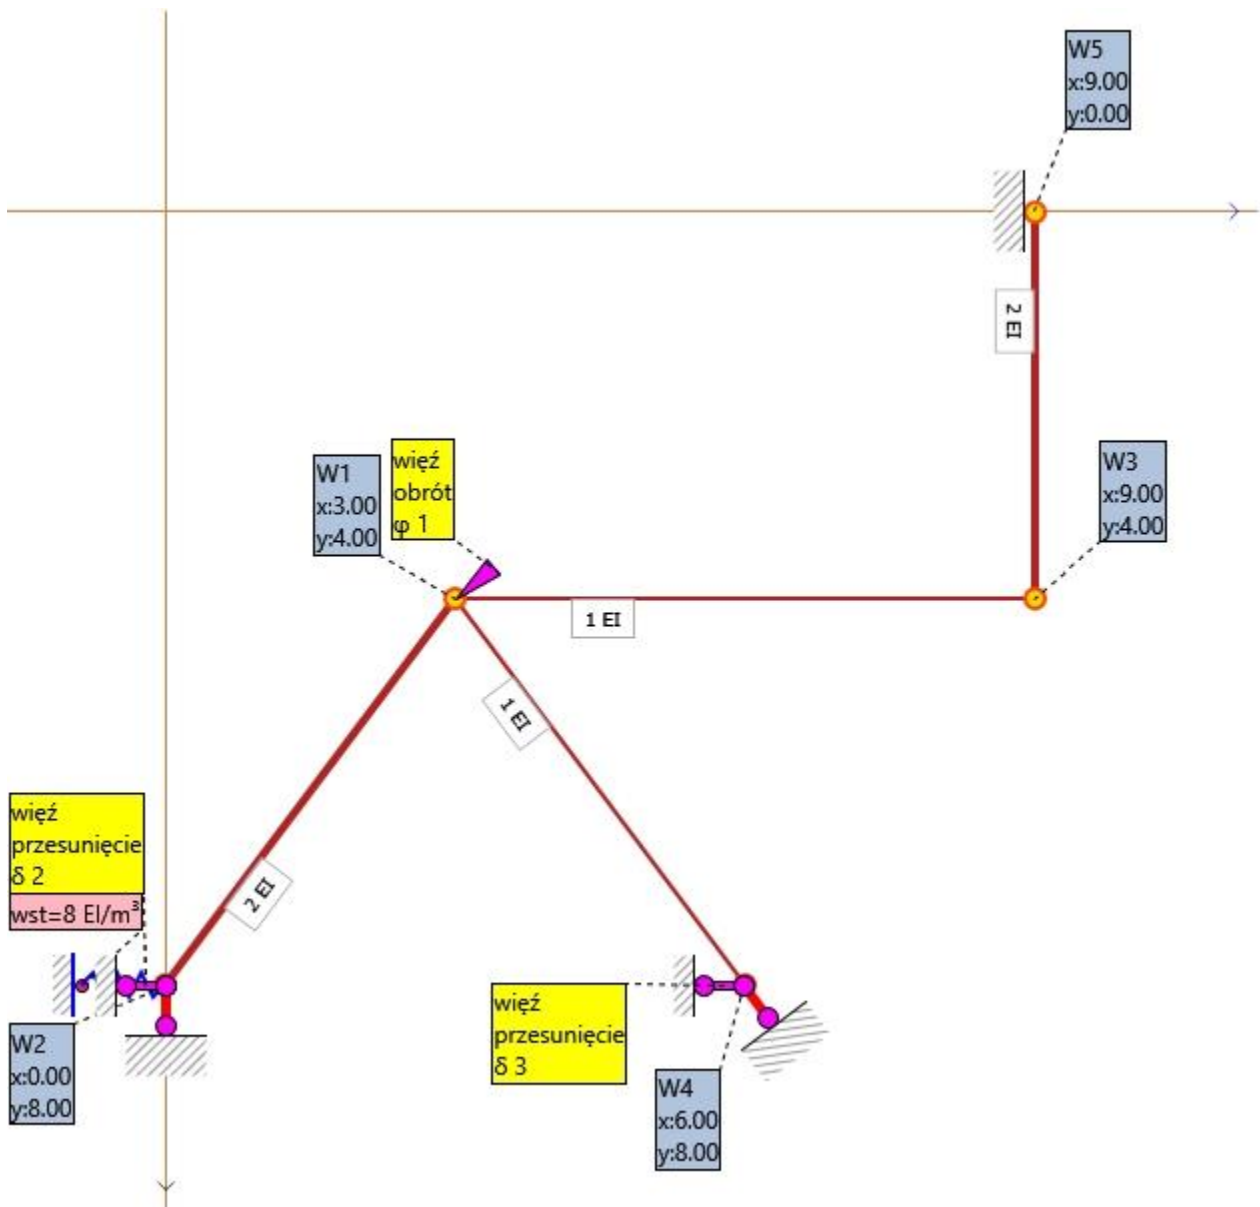 W5
x:9.00
y:0.00
2 EI
W1
x:3.00
y:4.00
więź
obrót
φ 1
W3
x:9.00
y:4.00
1 EI
1 EI
więź
przesunięcie
δ 2
wst=8 EI/m³
2 EI
W2
x:0.00
y:8.00
więź
przesunięcie
δ 3
W4
x:6.00
y:8.00